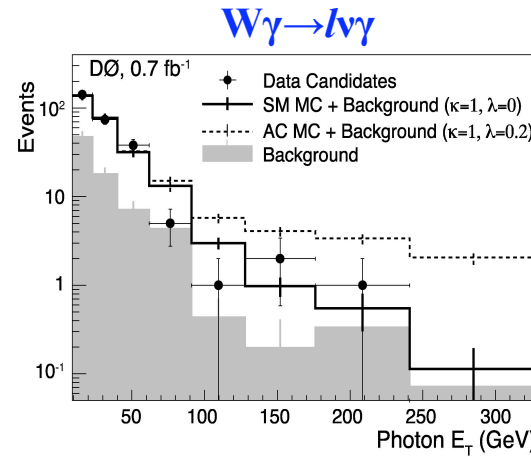 Wγ→lνγ
DØ, 0.7 fb⁻¹
Data Candidates
SM MC + Background (κ=1, λ=0)
AC MC + Background (κ=1, λ=0.2)
Background
Events
10²
10
1
10⁻¹
50 100 150 200 250 300
Photon E_T (GeV)